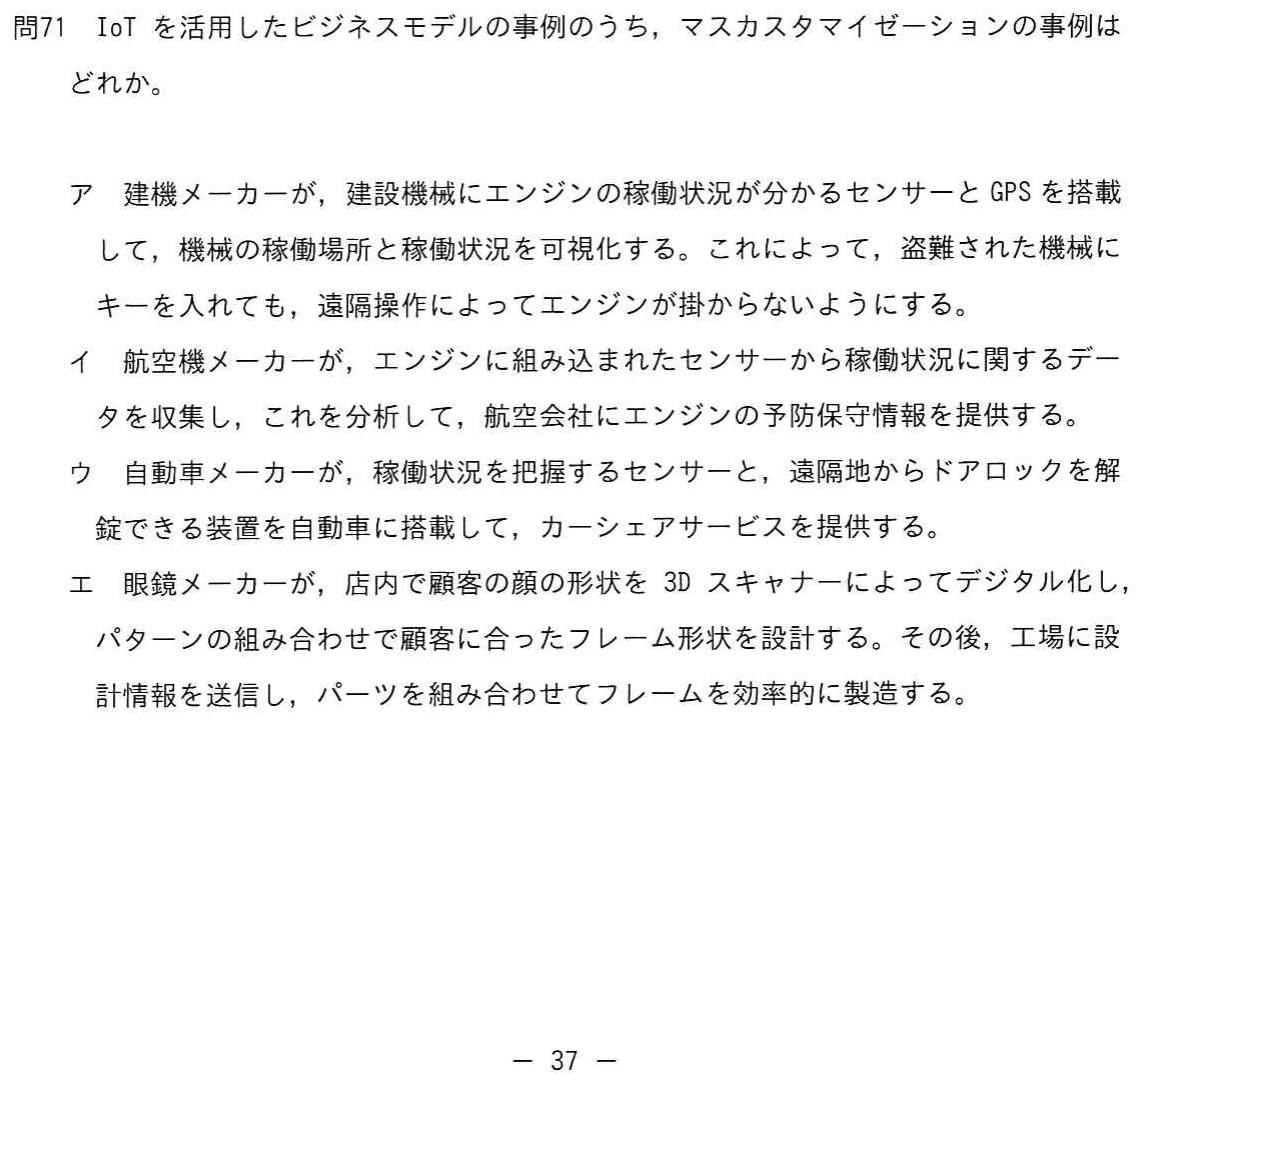 問71　IoT を活用したビジネスモデルの事例のうち，マスカスタマイゼーションの事例は
どれか。
ア　建機メーカーが，建設機械にエンジンの稼働状況が分かるセンサーと GPS を搭載
して，機械の稼働場所と稼働状況を可視化する。これによって，盗難された機械に
キーを入れても，遠隔操作によってエンジンが掛からないようにする。
イ　航空機メーカーが，エンジンに組み込まれたセンサーから稼働状況に関するデー
タを収集し，これを分析して，航空会社にエンジンの予防保守情報を提供する。
ウ　自動車メーカーが，稼働状況を把握するセンサーと，遠隔地からドアロックを解
錠できる装置を自動車に搭載して，カーシェアサービスを提供する。
エ　眼鏡メーカーが，店内で顧客の顔の形状を 3D スキャナーによってデジタル化し，
パターンの組み合わせで顧客に合ったフレーム形状を設計する。その後，工場に設
計情報を送信し，パーツを組み合わせてフレームを効率的に製造する。
－ 37 －